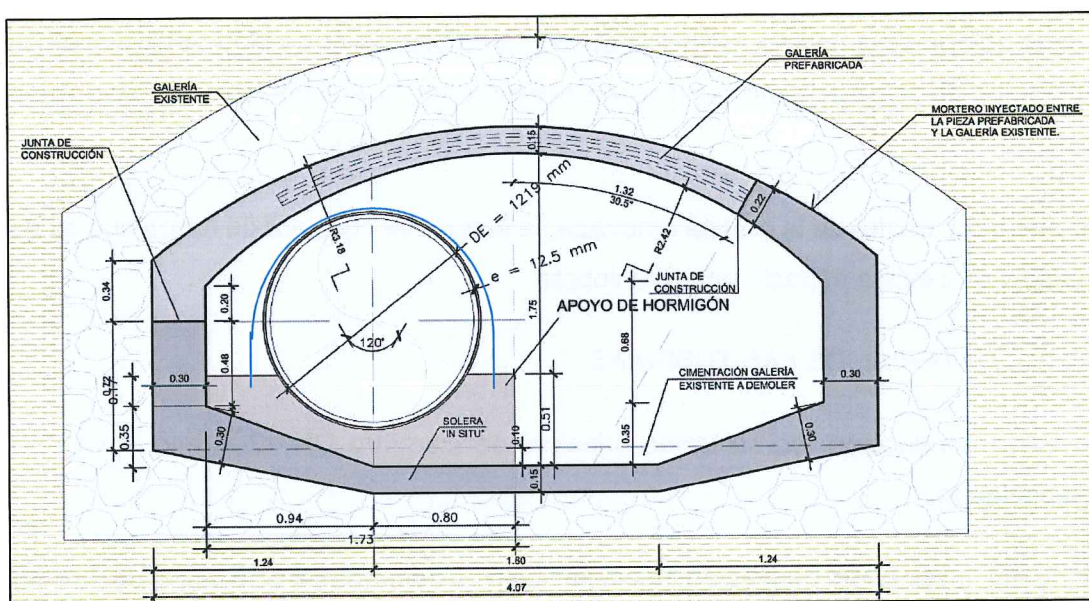 GALERÍA
PREFABRICADA
GALERÍA
EXISTENTE
MORTERO INYECTADO ENTRE
LA PIEZA PREFABRICADA
Y LA GALERÍA EXISTENTE.
JUNTA DE
CONSTRUCCIÓN
0.15
1.32
30.5°
0.22
R3.18
DE = 1219 mm
R2.42
e = 12.5 mm
JUNTA DE
CONSTRUCCIÓN
APOYO DE HORMIGÓN
0.34
0.20
1.75
120°
0.48
0.68
0.72
0.17
0.30
CIMENTACIÓN GALERÍA
EXISTENTE A DEMOLER
0.30
SOLERA
"IN SITU"
0.10
0.51
0.35
0.30
0.35
0.30
0.15
0.94
0.80
1.73
1.24
1.60
1.24
4.07